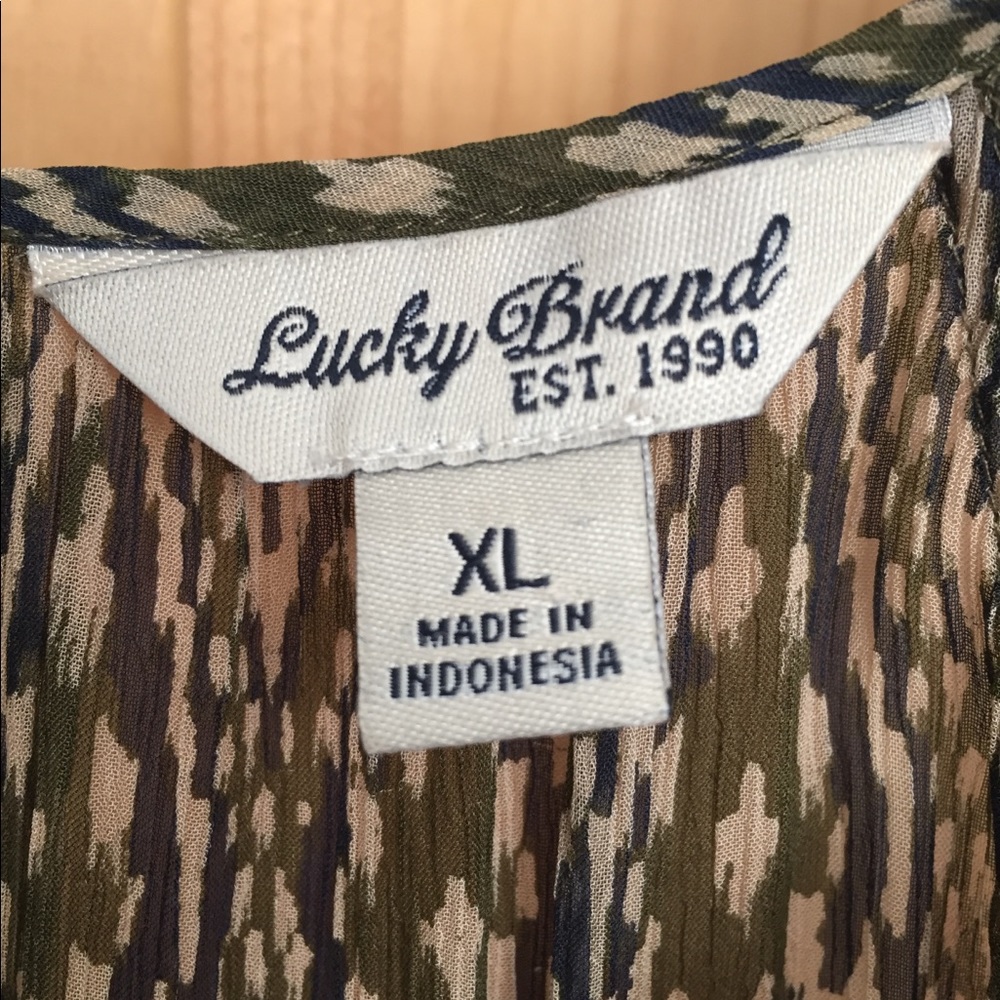 Lucky Brand
EST. 1990
XL
MADE IN
INDONESIA